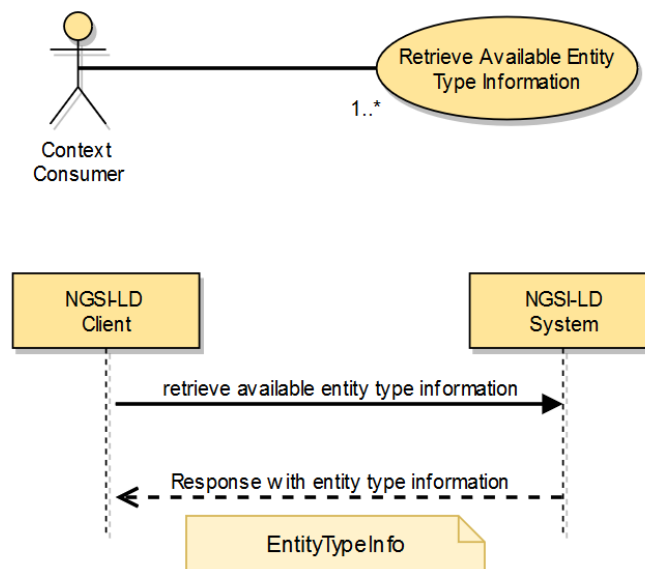 Retrieve Available Entity
Type Information
1..*
Context
Consumer
NGSI-LD
Client
NGSI-LD
System
retrieve available entity type information
Response with entity type information
EntityTypeInfo